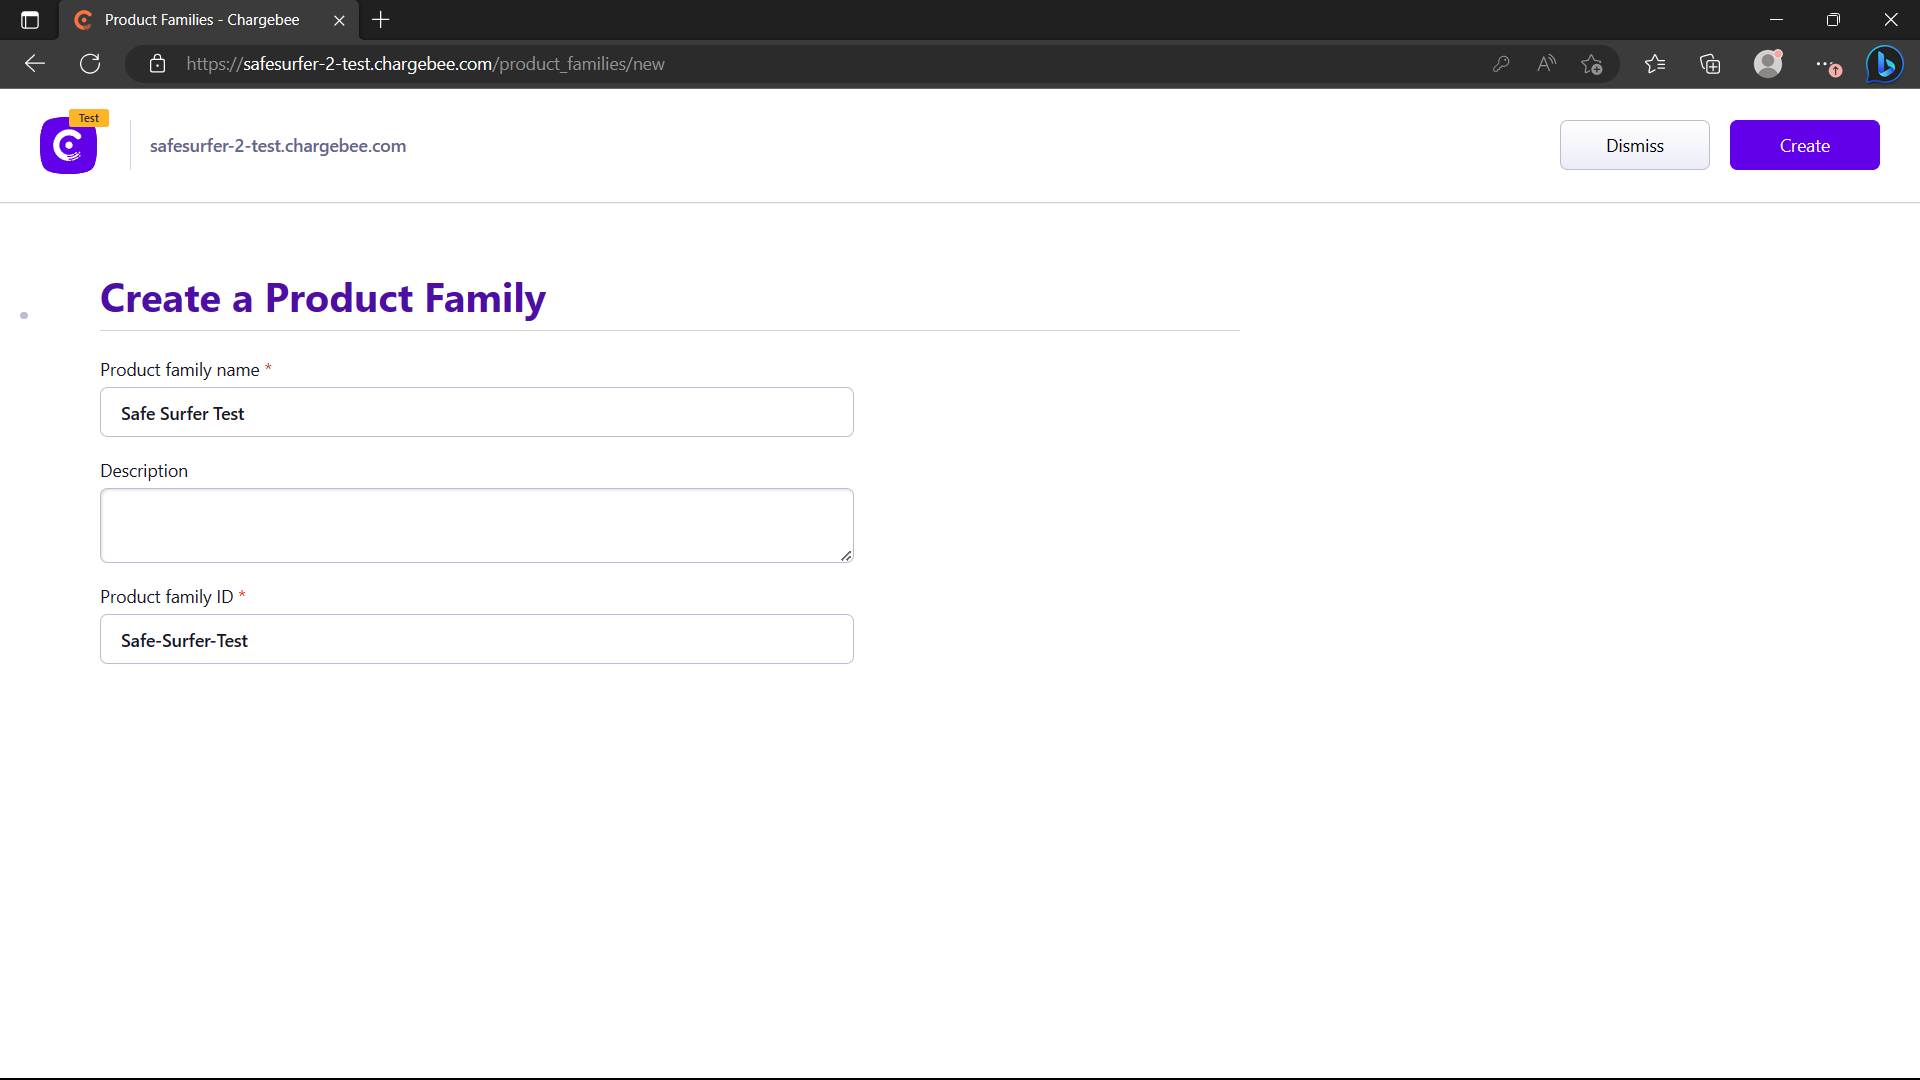 Product Families - Chargebee
https://safesurfer-2-test.chargebee.com/product_families/new
Test
safesurfer-2-test.chargebee.com
Dismiss
Create
Create a Product Family
Product family name *
Safe Surfer Test
Description
Product family ID *
Safe-Surfer-Test